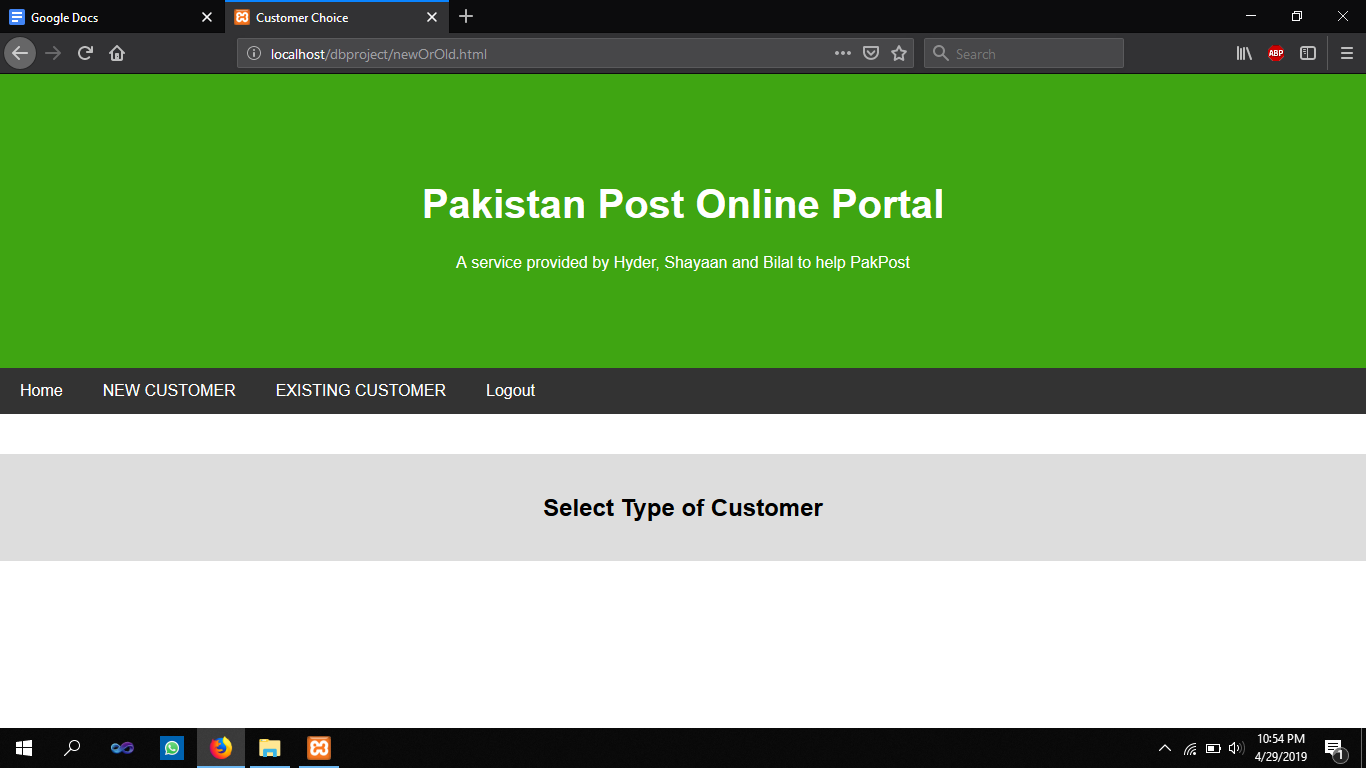 Google Docs
Customer Choice
localhost/dbproject/newOrOld.html
Search
ABP
Pakistan Post Online Portal
A service provided by Hyder, Shayaan and Bilal to help PakPost
Home NEW CUSTOMER EXISTING CUSTOMER Logout
Select Type of Customer
10:54 PM
4/29/2019
1